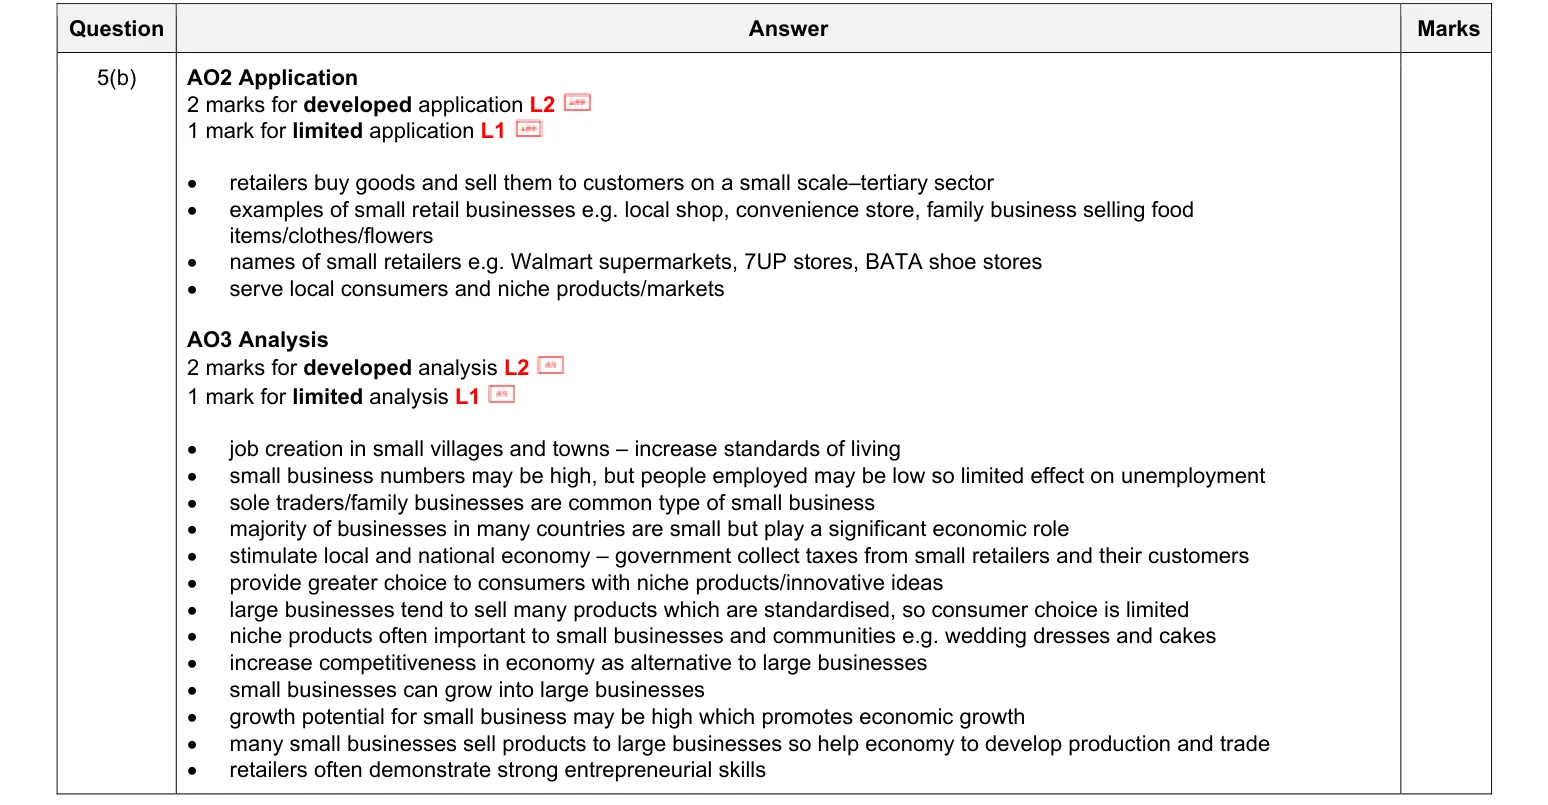 Question Answer Marks
5(b) AO2 Application
2 marks for developed application L2
1 mark for limited application L1
• retailers buy goods and sell them to customers on a small scale–tertiary sector
• examples of small retail businesses e.g. local shop, convenience store, family business selling food
items/clothes/flowers
• names of small retailers e.g. Walmart supermarkets, 7UP stores, BATA shoe stores
• serve local consumers and niche products/markets
AO3 Analysis
2 marks for developed analysis L2
1 mark for limited analysis L1
• job creation in small villages and towns – increase standards of living
• small business numbers may be high, but people employed may be low so limited effect on unemployment
• sole traders/family businesses are common type of small business
• majority of businesses in many countries are small but play a significant economic role
• stimulate local and national economy – government collect taxes from small retailers and their customers
• provide greater choice to consumers with niche products/innovative ideas
• large businesses tend to sell many products which are standardised, so consumer choice is limited
• niche products often important to small businesses and communities e.g. wedding dresses and cakes
• increase competitiveness in economy as alternative to large businesses
• small businesses can grow into large businesses
• growth potential for small business may be high which promotes economic growth
• many small businesses sell products to large businesses so help economy to develop production and trade
• retailers often demonstrate strong entrepreneurial skills